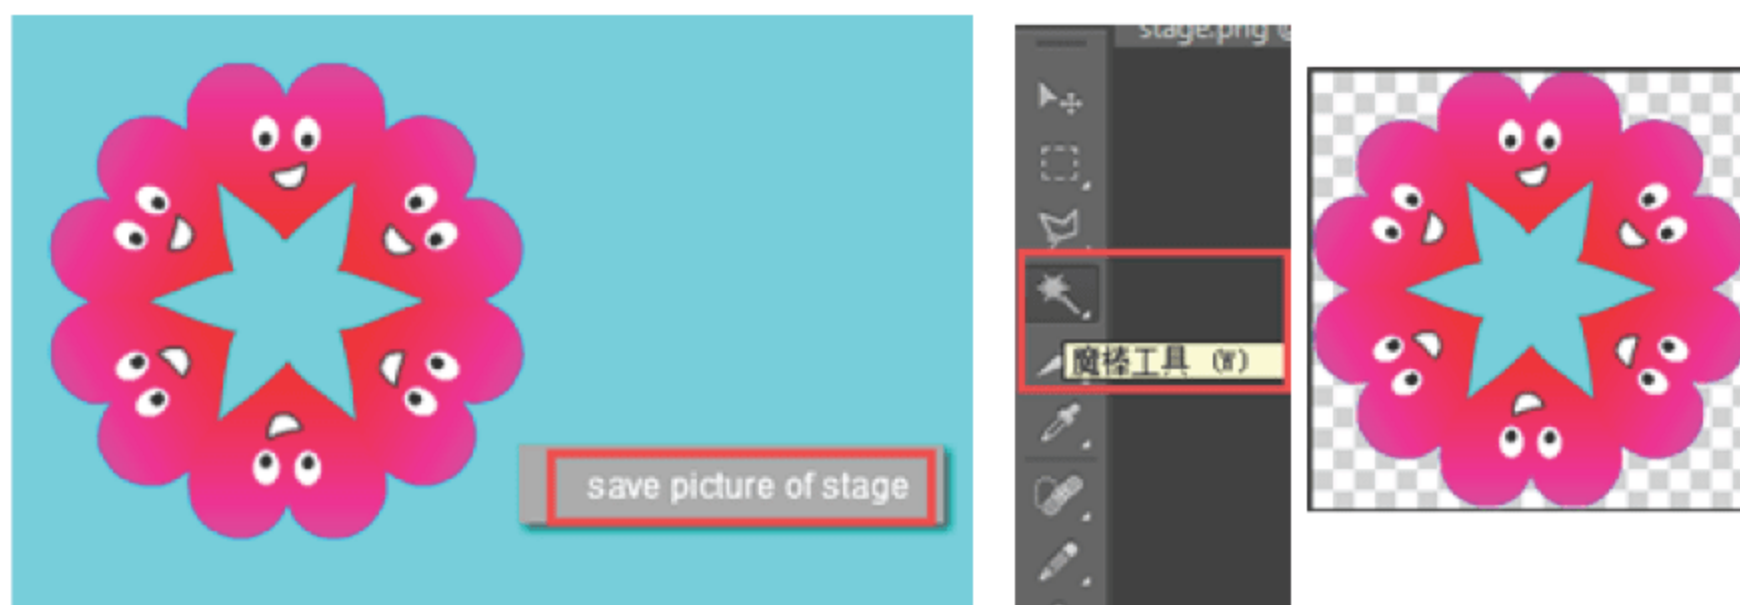 save picture of stage
stage.png @
魔棒工具 (W)